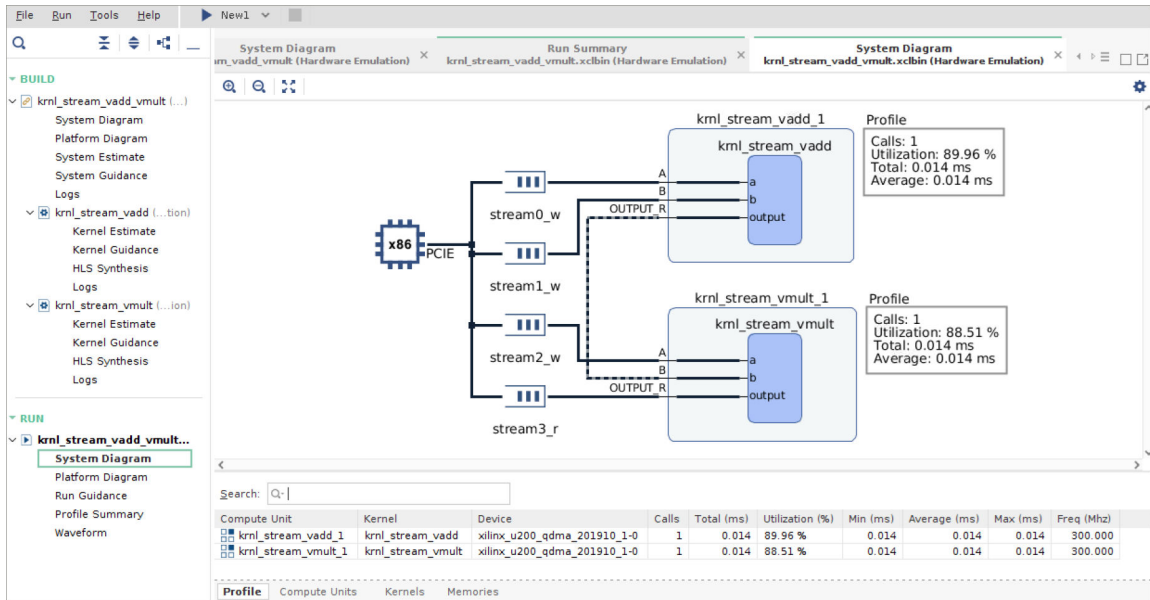 File Run Tools Help New1
System Diagram
am_vadd_vmult (Hardware Emulation)
Run Summary
krnl_stream_vadd_vmult.xclbin (Hardware Emulation)
System Diagram
krnl_stream_vadd_vmult.xclbin (Hardware Emulation)
BUILD
krnl_stream_vadd_vmult (...)
System Diagram
Platform Diagram
System Estimate
System Guidance
Logs
krnl_stream_vadd (...tion)
Kernel Estimate
Kernel Guidance
HLS Synthesis
Logs
krnl_stream_vmult (...ion)
Kernel Estimate
Kernel Guidance
HLS Synthesis
Logs
RUN
krnl_stream_vadd_vmult...
System Diagram
Platform Diagram
Run Guidance
Profile Summary
Waveform
x86
PCIE
stream0_w
stream1_w
stream2_w
stream3_r
krnl_stream_vadd_1
krnl_stream_vadd
A
B
OUTPUT_R
a
b
output
Profile
Calls: 1
Utilization: 89.96 %
Total: 0.014 ms
Average: 0.014 ms
krnl_stream_vmult_1
krnl_stream_vmult
A
B
OUTPUT_R
a
b
output
Profile
Calls: 1
Utilization: 88.51 %
Total: 0.014 ms
Average: 0.014 ms
Search:
Compute Unit Kernel Device Calls Total (ms) Utilization (%) Min (ms) Average (ms) Max (ms) Freq (Mhz)
krnl_stream_vadd_1 krnl_stream_vadd xilinx_u200_qdma_201910_1-0 1 0.014 89.96 % 0.014 0.014 0.014 300.000
krnl_stream_vmult_1 krnl_stream_vmult xilinx_u200_qdma_201910_1-0 1 0.014 88.51 % 0.014 0.014 0.014 300.000
Profile Compute Units Kernels Memories